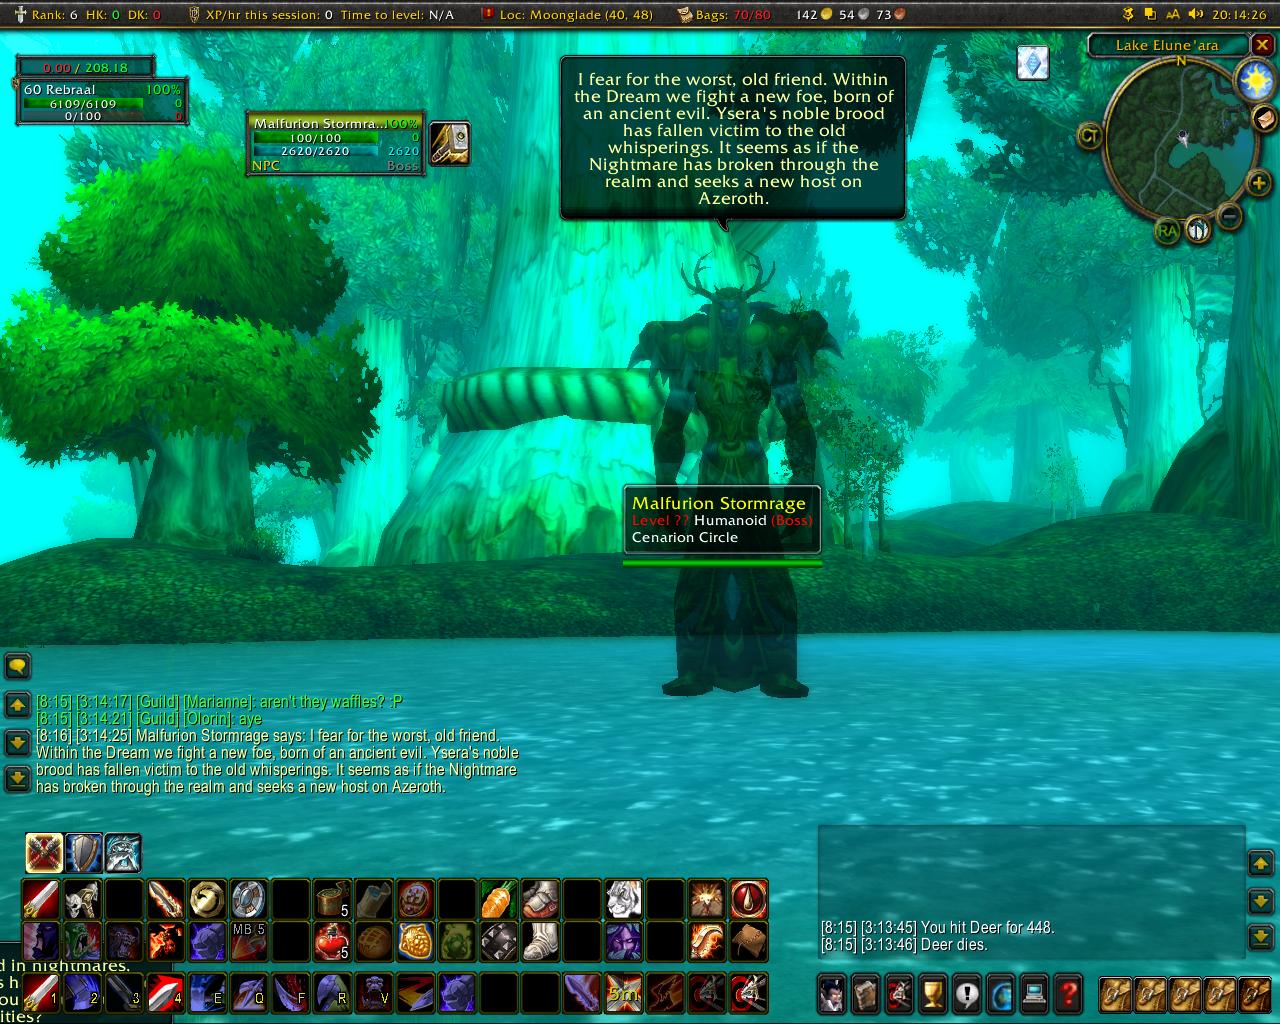 Rank: 6 HK: 0 DK: 0 XP/hr this session: 0 Time to level: N/A Loc: Moonglade (40, 48) Bags: 70/80 142 54 73 AA 20:14:26
Lake Elune'ara
N
0.00 / 208.18
60 Rebraal 100%
6109/6109 0
0/100 0
Malfurion Stormra.. 100%
100/100 0
2620/2620 2620
NPC Boss
I fear for the worst, old friend. Within
the Dream we fight a new foe, born of
an ancient evil. Ysera's noble brood
has fallen victim to the old
whisperings. It seems as if the
Nightmare has broken through the
realm and seeks a new host on
Azeroth.
CT
RA
Malfurion Stormrage
Level ?? Humanoid (Boss)
Cenarion Circle
[8:15] [3:14:17] [Guild] [Marianne]: aren't they waffles? :P
[8:15] [3:14:21] [Guild] [Olorin]: aye
[8:16] [3:14:25] Malfurion Stormrage says: I fear for the worst, old friend.
Within the Dream we fight a new foe, born of an ancient evil. Ysera's noble
brood has fallen victim to the old whisperings. It seems as if the Nightmare
has broken through the realm and seeks a new host on Azeroth.
[8:15] [3:13:45] You hit Deer for 448.
[8:15] [3:13:46] Deer dies.
5
MB 5 5
d in nightmares.
s h
ou
ities?
1 2 3 4 E Q F R V 5m